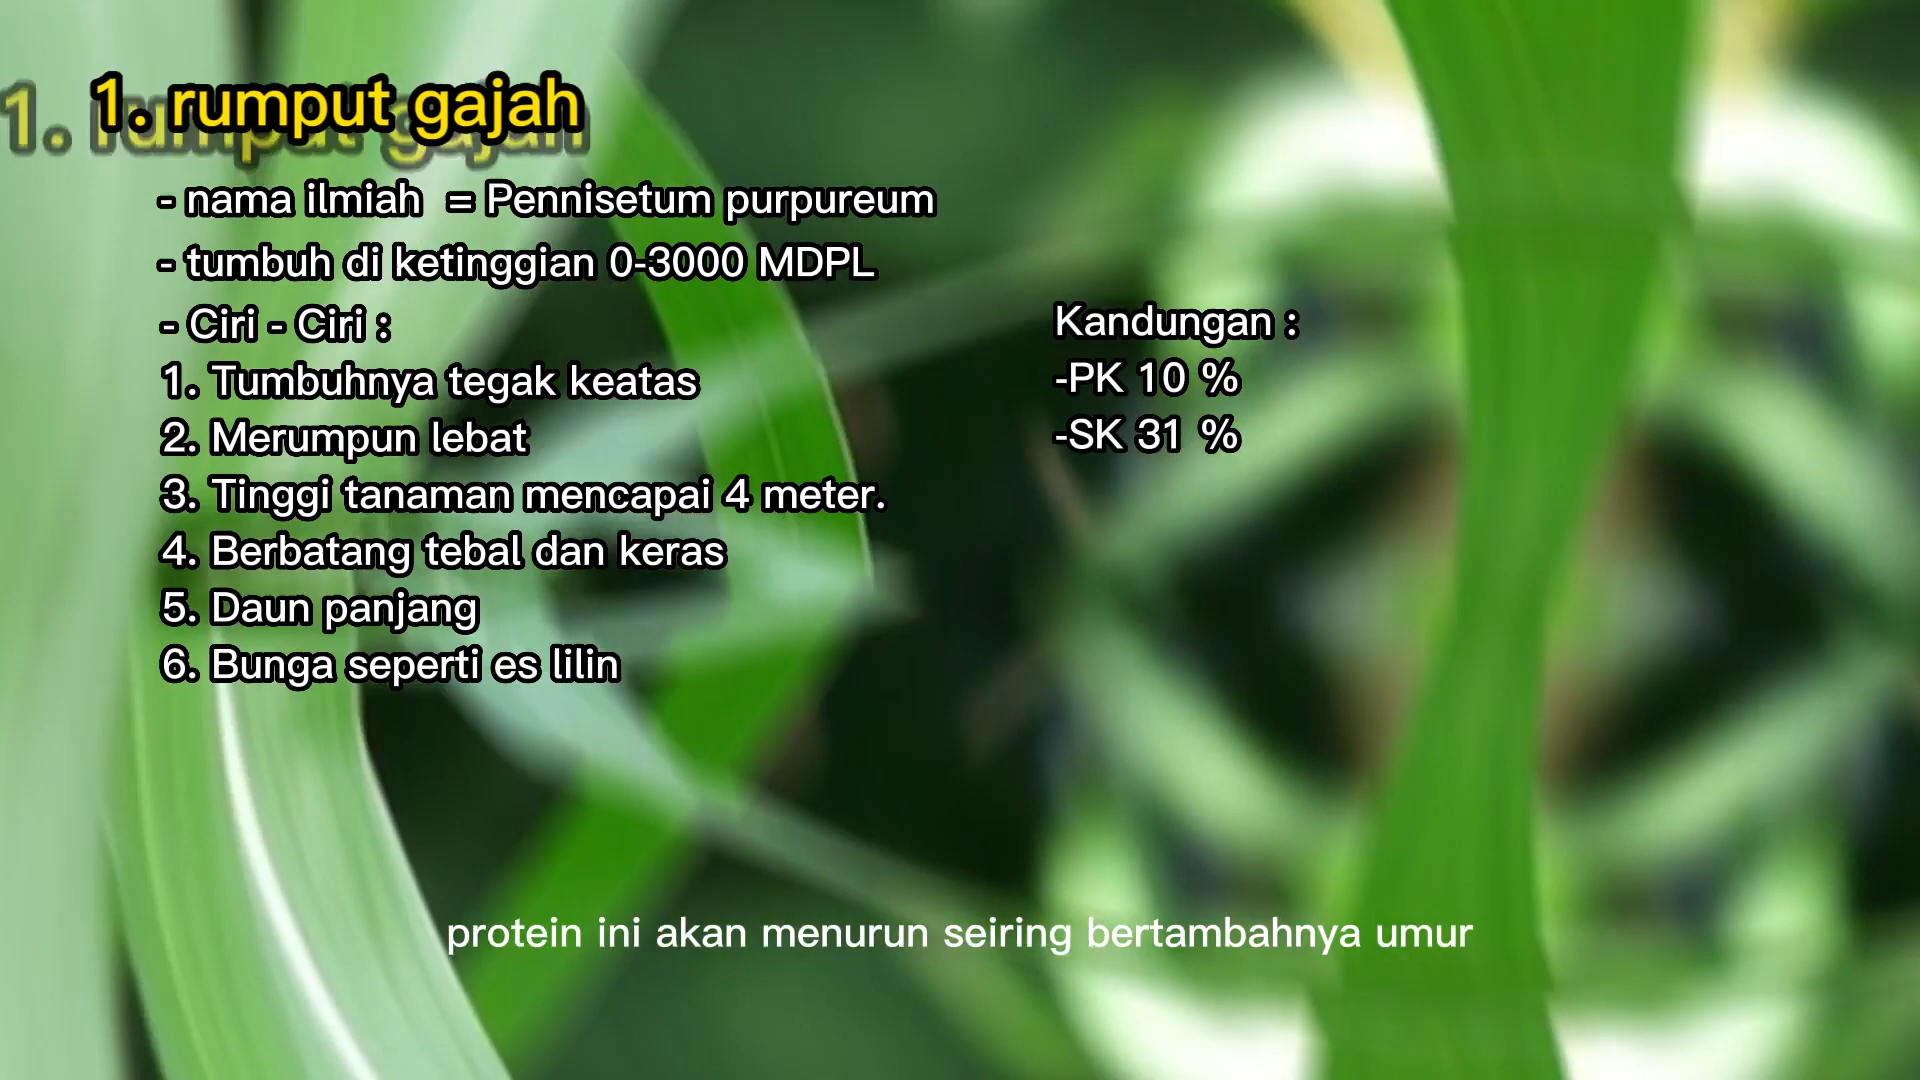 1. rumput gajah
- nama ilmiah = Pennisetum purpureum
- tumbuh di ketinggian 0-3000 MDPL
- Ciri - Ciri :
1. Tumbuhnya tegak keatas
2. Merumpun lebat
3. Tinggi tanaman mencapai 4 meter.
4. Berbatang tebal dan keras
5. Daun panjang
6. Bunga seperti es lilin
Kandungan :
-PK 10 %
-SK 31 %
protein ini akan menurun seiring bertambahnya umur